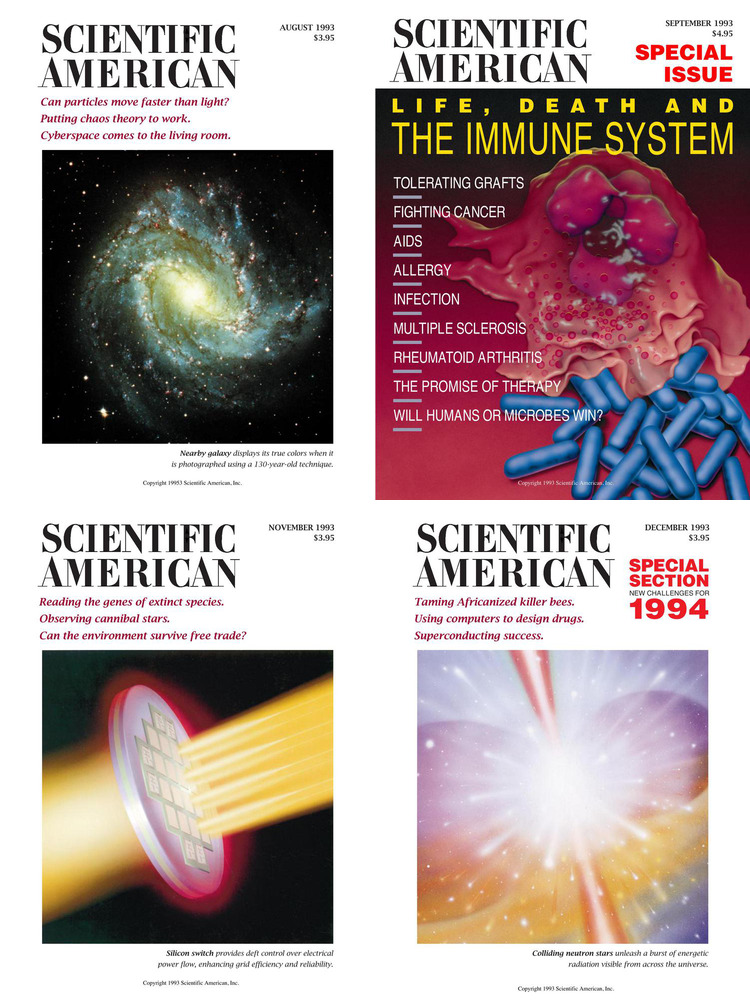 SCIENTIFIC
AMERICAN
AUGUST 1993
$3.95
Can particles move faster than light?
Putting chaos theory to work.
Cyberspace comes to the living room.
Nearby galaxy displays its true colors when it
is photographed using a 130-year-old technique.
Copyright 19953 Scientific American, Inc.
SCIENTIFIC
AMERICAN
SEPTEMBER 1993
$4.95
SPECIAL
ISSUE
LIFE, DEATH AND
THE IMMUNE SYSTEM
TOLERATING GRAFTS
FIGHTING CANCER
AIDS
ALLERGY
INFECTION
MULTIPLE SCLEROSIS
RHEUMATOID ARTHRITIS
THE PROMISE OF THERAPY
WILL HUMANS OR MICROBES WIN?
Copyright 1993 Scientific American, Inc.
SCIENTIFIC
AMERICAN
NOVEMBER 1993
$3.95
Reading the genes of extinct species.
Observing cannibal stars.
Can the environment survive free trade?
Silicon switch provides deft control over electrical
power flow, enhancing grid efficiency and reliability.
Copyright 1993 Scientific American, Inc.
SCIENTIFIC
AMERICAN
DECEMBER 1993
$3.95
SPECIAL
SECTION
NEW CHALLENGES FOR
1994
Taming Africanized killer bees.
Using computers to design drugs.
Superconducting success.
Colliding neutron stars unleash a burst of energetic
radiation visible from across the universe.
Copyright 1993 Scientific American, Inc.